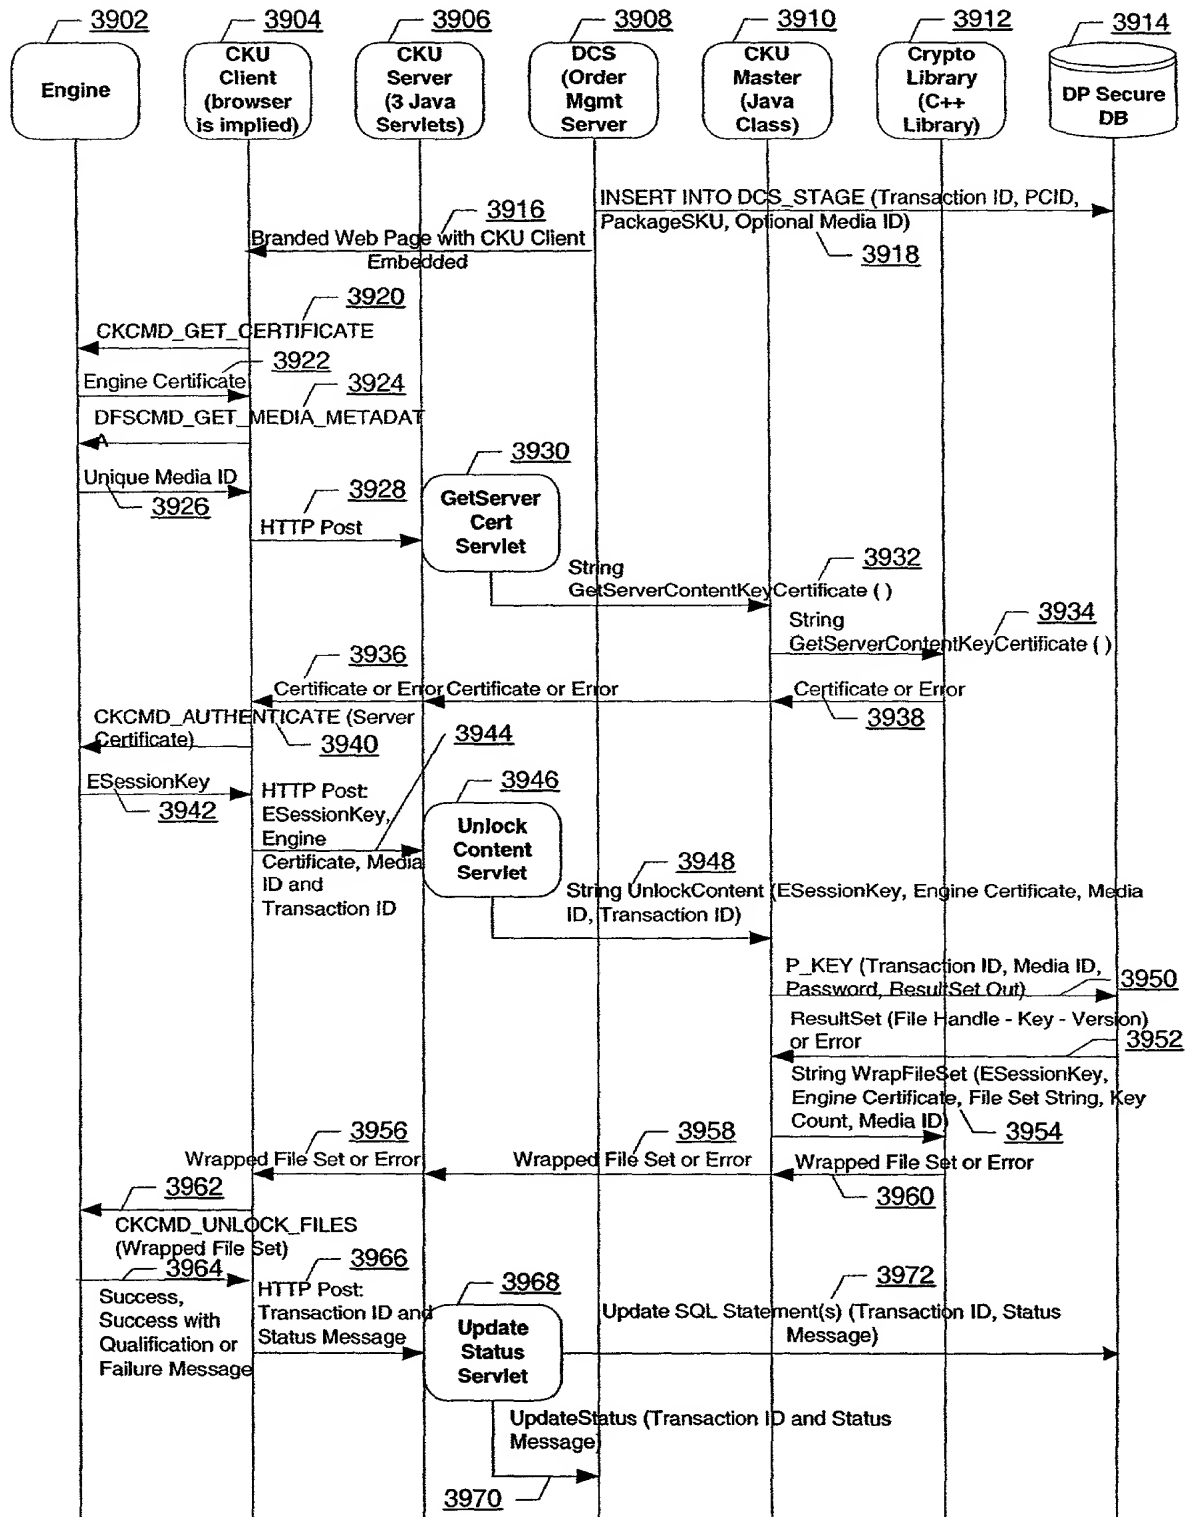 3902 3904 3906 3908 3910 3912 3914
Engine
CKU
Client
(browser
is implied)
CKU
Server
(3 Java
Servlets)
DCS
(Order
Mgmt
Server
CKU
Master
(Java
Class)
Crypto
Library
(C++
Library)
DP Secure
DB
INSERT INTO DCS_STAGE (Transaction ID, PCID,
PackageSKU, Optional Media ID)
3918
3916
Branded Web Page with CKU Client
Embedded
3920
CKCMD_GET_CERTIFICATE
3922
Engine Certificate
3924
DFSCMD_GET_MEDIA_METADAT
A
Unique Media ID
3926
3928
HTTP Post
3930
GetServer
Cert
Servlet
3932
String
GetServerContentKeyCertificate ( )
3934
String
GetServerContentKeyCertificate ( )
3936
Certificate or Error Certificate or Error
Certificate or Error
3938
CKCMD_AUTHENTICATE (Server
Certificate)
3940
3944
ESessionKey
3942
HTTP Post:
ESessionKey,
Engine
Certificate, Media
ID and
Transaction ID
3946
Unlock
Content
Servlet
3948
String UnlockContent (ESessionKey, Engine Certificate, Media
ID, Transaction ID)
P_KEY (Transaction ID, Media ID,
Password, ResultSet Out)
3950
ResultSet (File Handle - Key - Version)
or Error
3952
String WrapFileSet (ESessionKey,
Engine Certificate, File Set String, Key
Count, Media ID)
3954
3956
Wrapped File Set or Error
3958
Wrapped File Set or Error
Wrapped File Set or Error
3960
3962
CKCMD_UNLOCK_FILES
(Wrapped File Set)
3964
Success,
Success with
Qualification or
Failure Message
3966
HTTP Post:
Transaction ID and
Status Message
3968
Update
Status
Servlet
3972
Update SQL Statement(s) (Transaction ID, Status
Message)
UpdateStatus (Transaction ID and Status
Message)
3970